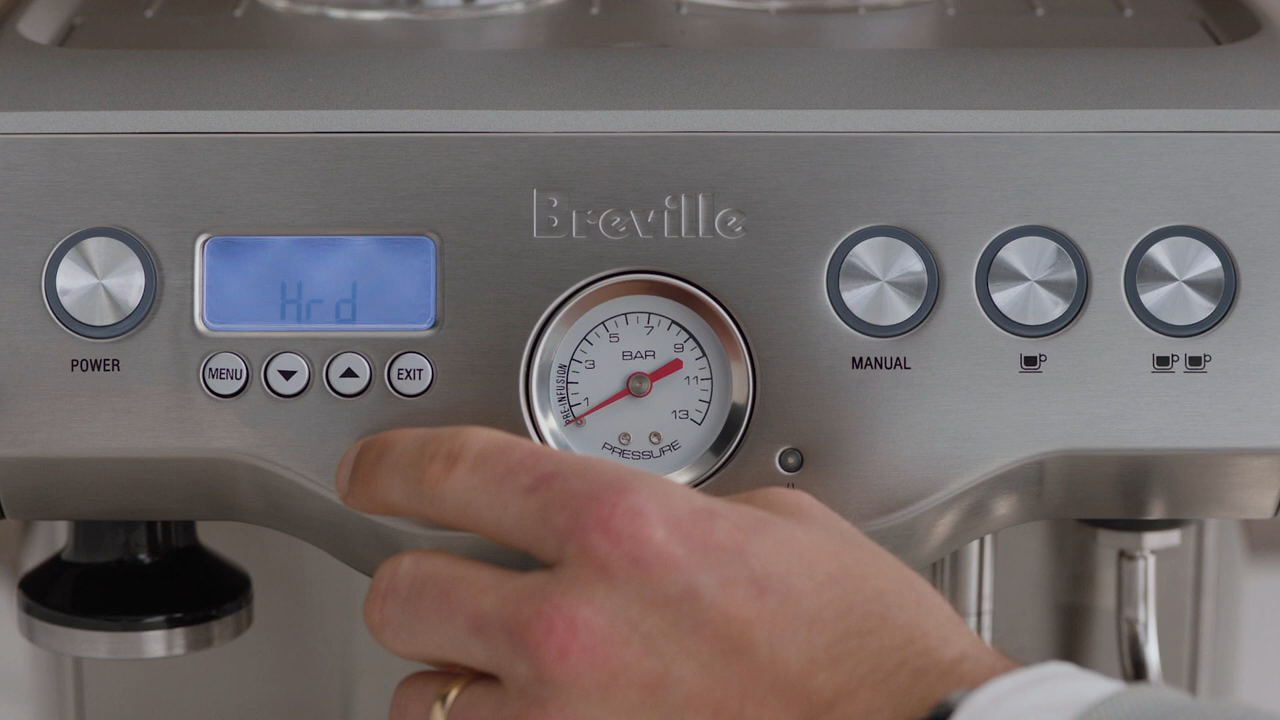 Breville
Hrd
POWER
MENU
EXIT
BAR
1
3
5
7
9
11
13
PRE-INFUSION
PRESSURE
MANUAL